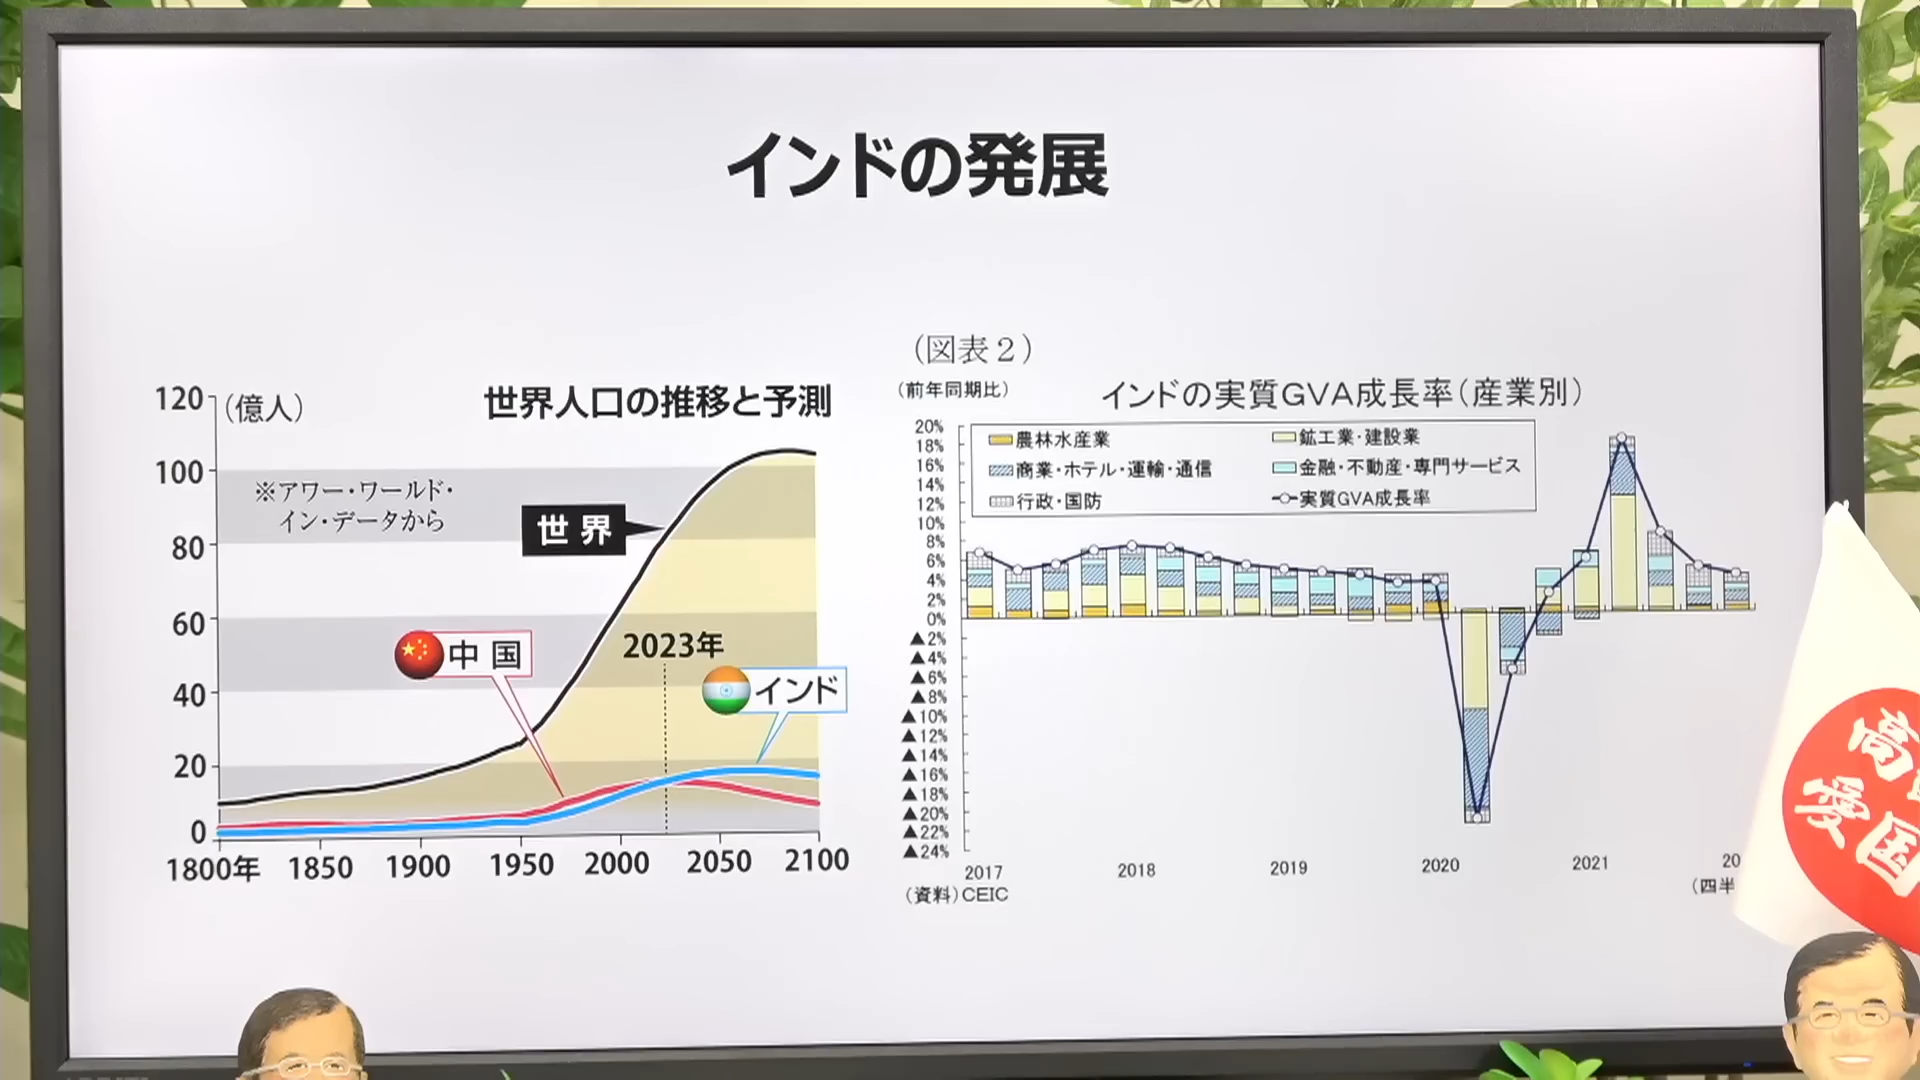 インドの発展
120 (億人)
世界人口の推移と予測
100
※アワー・ワールド・
イン・データから
世界
80
60
中国
2023年
インド
40
20
0
1800年 1850 1900 1950 2000 2050 2100
(図表2)
(前年同期比)
インドの実質GVA成長率(産業別)
農林水産業 鉱工業・建設業
商業・ホテル・運輸・通信 金融・不動産・専門サービス
行政・国防 実質GVA成長率
20%
18%
16%
14%
12%
10%
8%
6%
4%
2%
0%
▲2%
▲4%
▲6%
▲8%
▲10%
▲12%
▲14%
▲16%
▲18%
▲20%
▲22%
▲24%
2017 2018 2019 2020 2021 20
(資料)CEIC
(四半
愛国